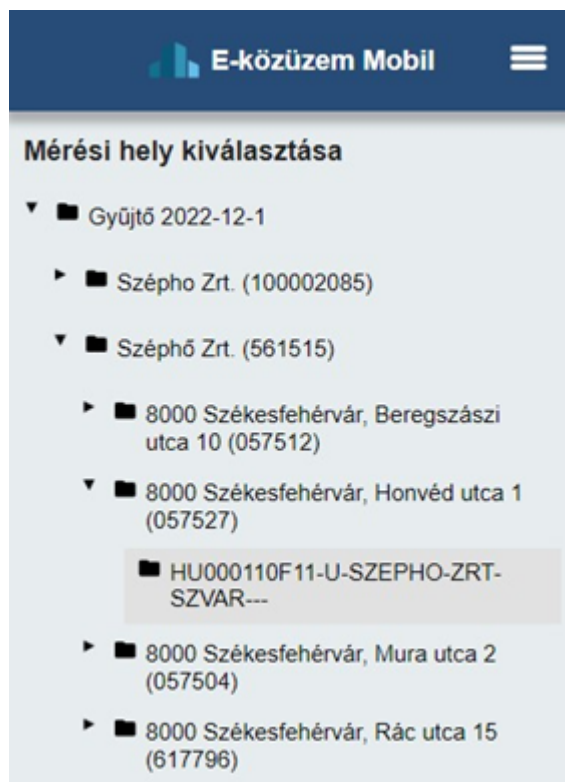 E-közüzem Mobil
Mérési hely kiválasztása
Gyűjtő 2022-12-1
Szépho Zrt. (100002085)
Széphő Zrt. (561515)
8000 Székesfehérvár, Beregszászi
utca 10 (057512)
8000 Székesfehérvár, Honvéd utca 1
(057527)
HU000110F11-U-SZEPHO-ZRT-
SZVAR---
8000 Székesfehérvár, Mura utca 2
(057504)
8000 Székesfehérvár, Rác utca 15
(617796)